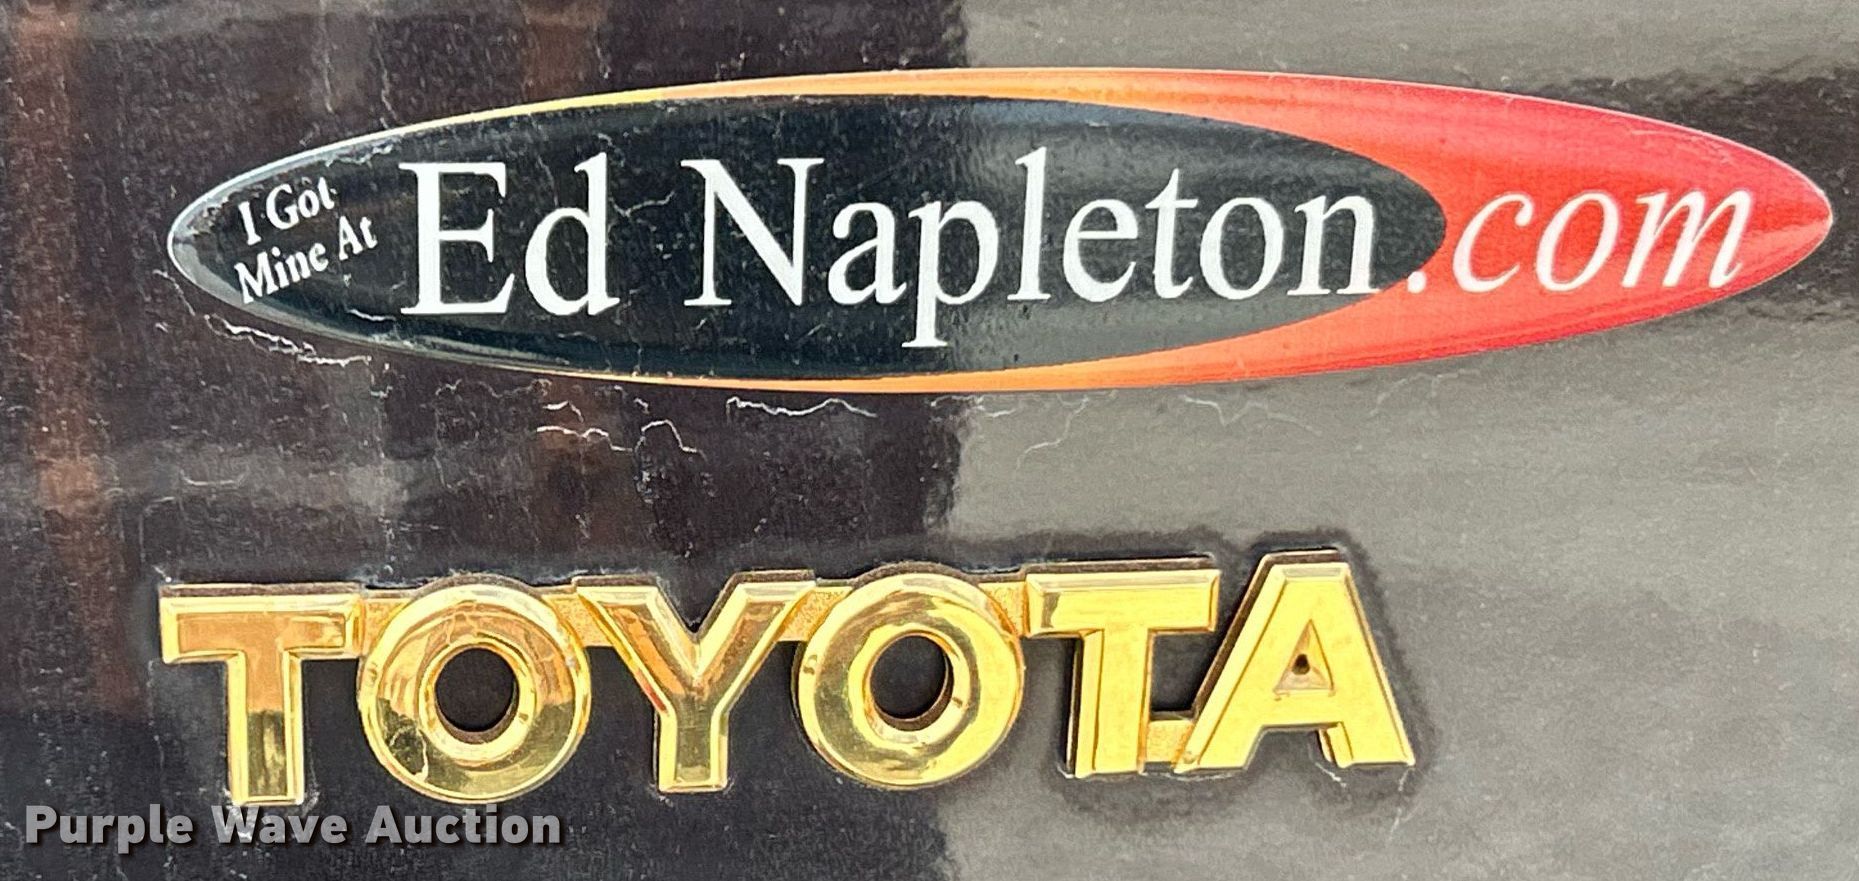 I Got
Mine At
Ed Napleton.com
TOYOTA
Purple Wave Auction